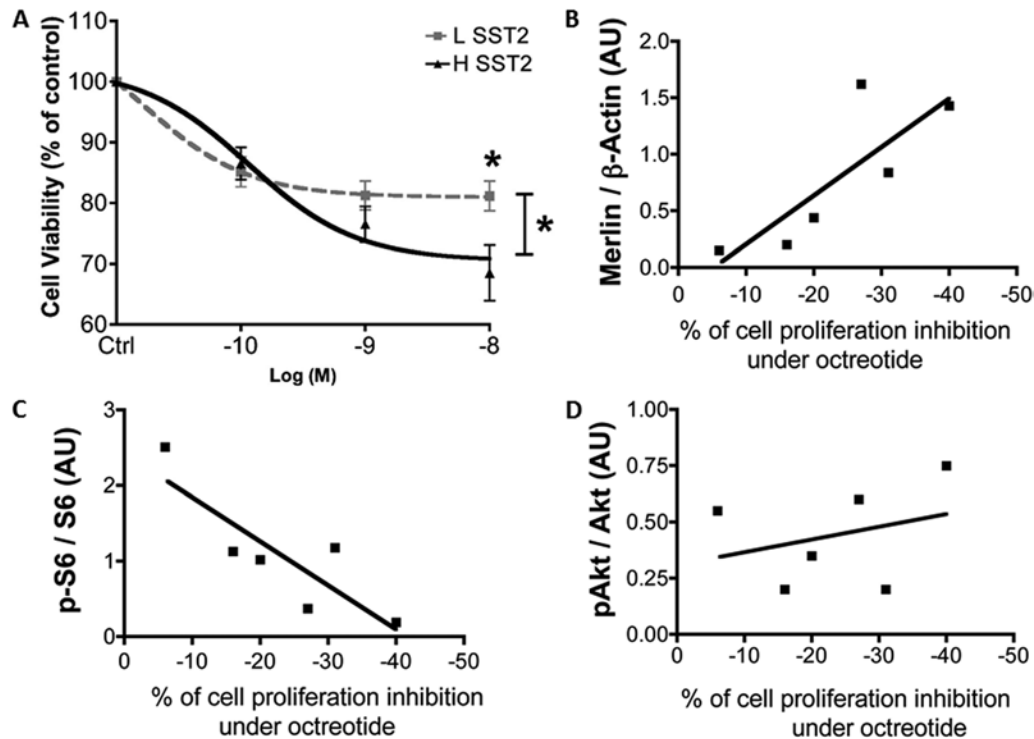 A
110
100
90
80
70
60
Cell Viability (% of control)
L SST2
H SST2
*
*
Ctrl
-10
-9
-8
Log (M)
B
2.0
1.5
1.0
0.5
0.0
Merlin / β-Actin (AU)
0
-10
-20
-30
-40
-50
% of cell proliferation inhibition
under octreotide
C
3
2
1
0
p-S6 / S6 (AU)
0
-10
-20
-30
-40
-50
% of cell proliferation inhibition
under octreotide
D
1.00
0.75
0.50
0.25
0.00
pAkt / Akt (AU)
0
-10
-20
-30
-40
-50
% of cell proliferation inhibition
under octreotide